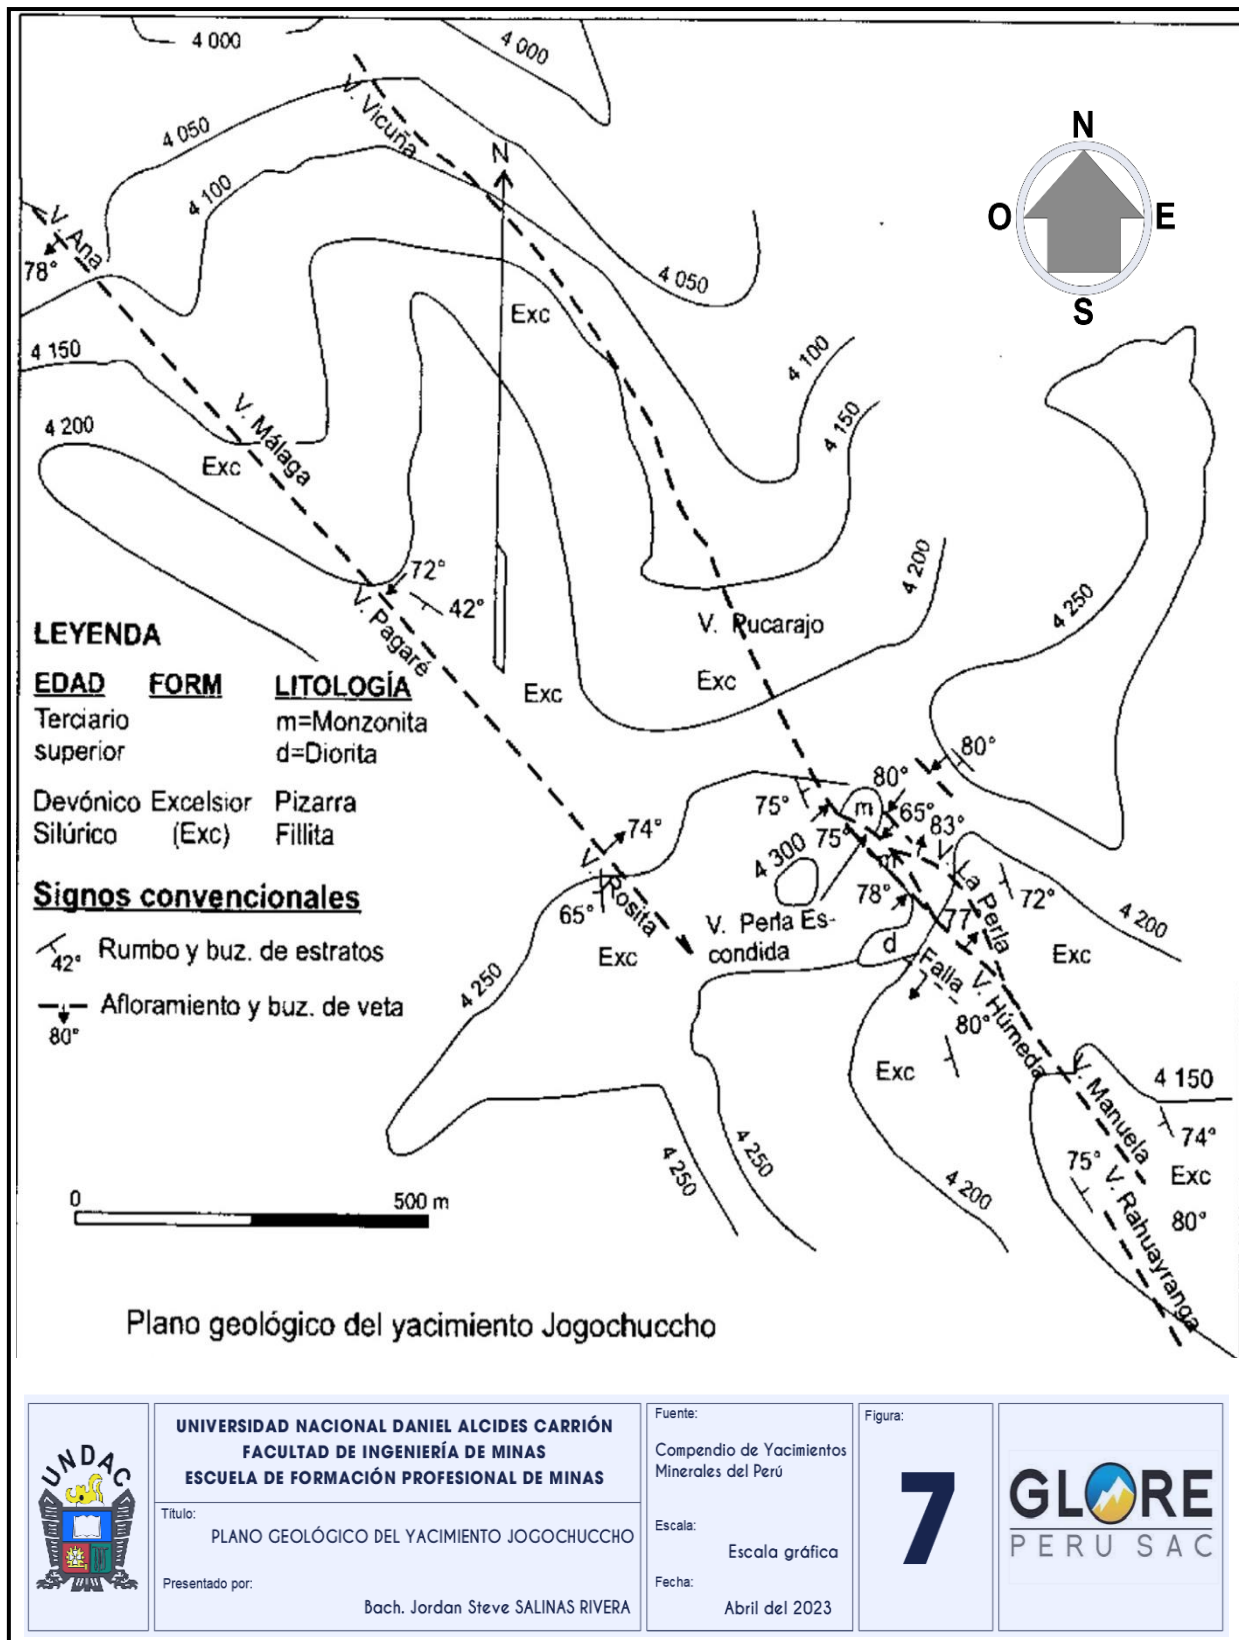 4 000
4 000
V. Vicuña
4 050
N
N
O
E
S
4 100
V. Ana
78°
4 050
Exc
4 150
4 100
V. Málaga
4 150
4 200
Exc
72°
42°
4 200
4 250
V. Pagaré
V. Pucarajo
Exc
Exc
LEYENDA
EDAD FORM LITOLOGÍA
Terciario m=Monzonita
superior d=Diorita
Devónico Excelsior Pizarra
Silúrico (Exc) Fillita
80°
80°
75°
m
65°
83°
75°
74°
4 300
m
V. La Perla
V. Rosita
65°
78°
72°
4 200
77
V. Perla Es-
condida
d
Exc
Exc
Falla
V. Húmeda
80°
4 250
Signos convencionales
42° Rumbo y buz. de estratos
Afloramiento y buz. de veta
80°
Exc
V. Manuela
4 150
74°
75°
Exc
4 250
4 250
4 200
V. Rahuayranga
80°
0 500 m
Plano geológico del yacimiento Jogochuccho
UNDAC
UNIVERSIDAD NACIONAL DANIEL ALCIDES CARRIÓN
FACULTAD DE INGENIERÍA DE MINAS
ESCUELA DE FORMACIÓN PROFESIONAL DE MINAS
Título:
PLANO GEOLÓGICO DEL YACIMIENTO JOGOCHUCCHO
Presentado por:
Bach. Jordan Steve SALINAS RIVERA
Fuente:
Compendio de Yacimientos
Minerales del Perú
Escala:
Escala gráfica
Fecha:
Abril del 2023
Figura:
7
GLORE
PERU SAC